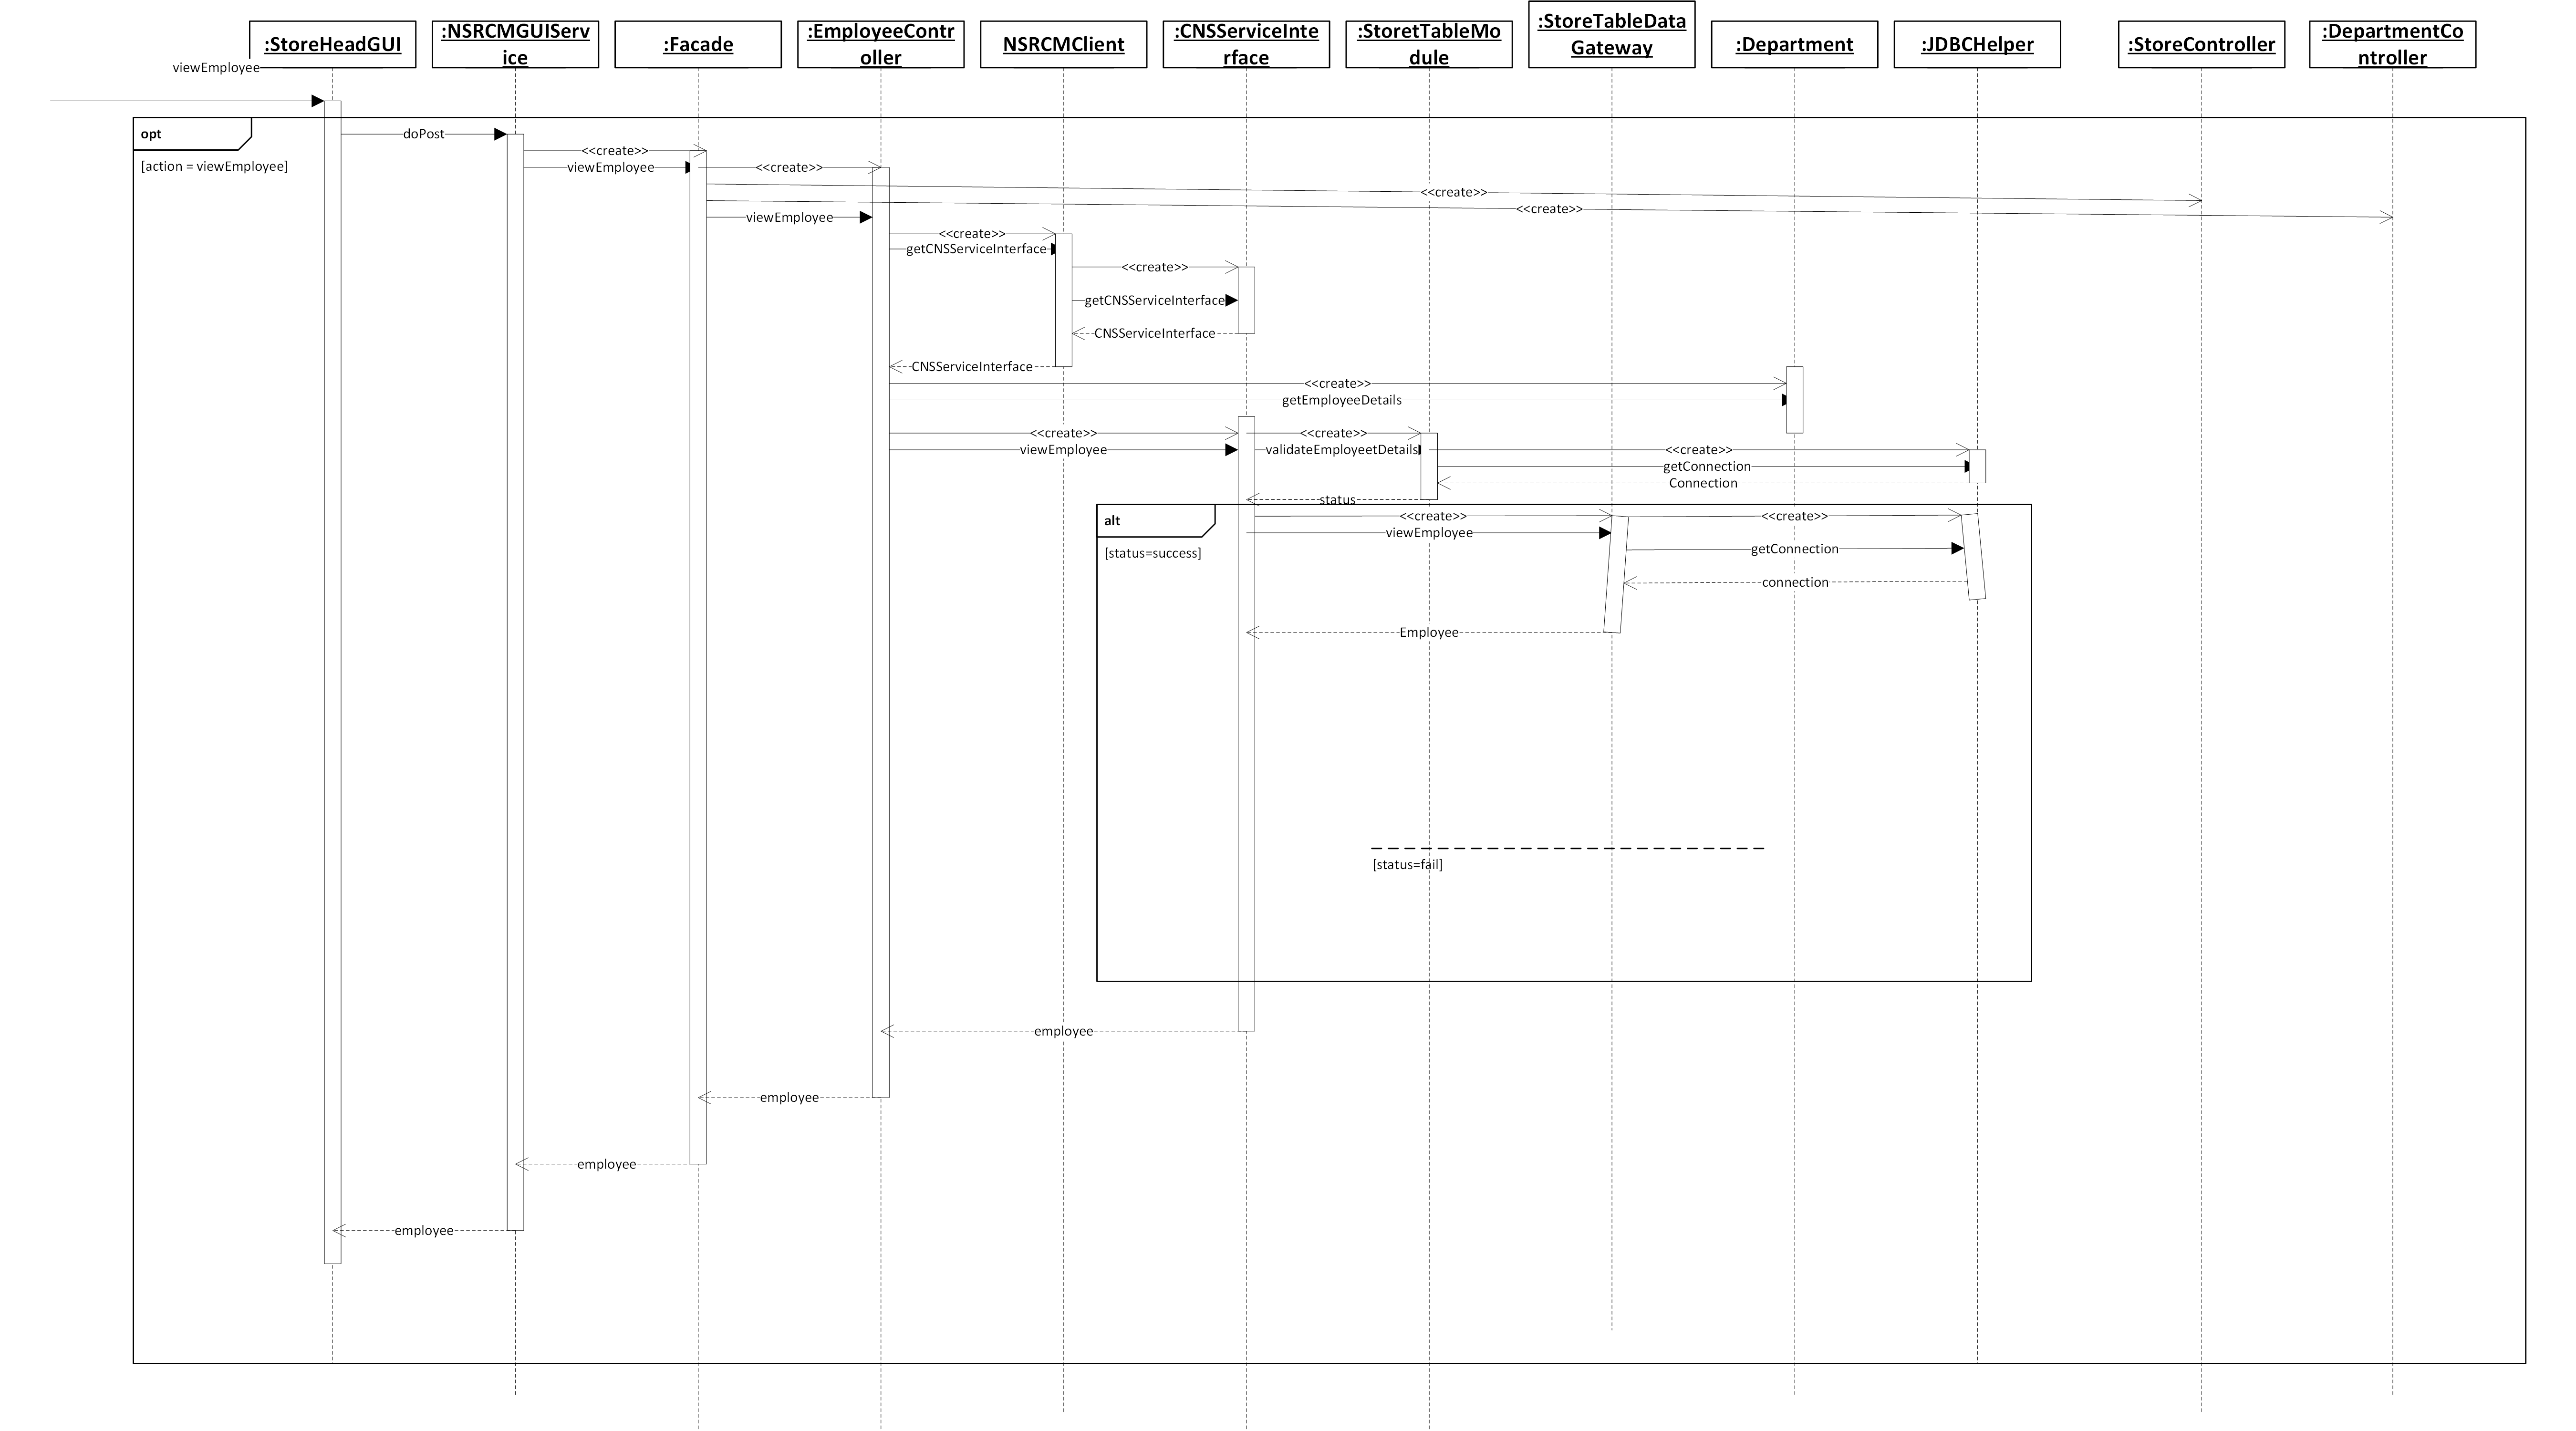 :StoreHeadGUI
:NSRCMGUIServ
ice
:Facade
:EmployeeContr
oller
NSRCMClient
:CNSServiceInte
rface
:StoretTableMo
dule
:StoreTableData
Gateway
:Department
:JDBCHelper
:StoreController
:DepartmentCo
ntroller
viewEmployee
opt
[action = viewEmployee]
doPost
<<create>>
viewEmployee
<<create>>
<<create>>
<<create>>
viewEmployee
<<create>>
getCNSServiceInterface
<<create>>
getCNSServiceInterface
CNSServiceInterface
CNSServiceInterface
<<create>>
getEmployeeDetails
<<create>>
<<create>>
viewEmployee
validateEmployeetDetails
<<create>>
getConnection
Connection
status
alt
[status=success]
<<create>>
<<create>>
viewEmployee
getConnection
connection
Employee
[status=fail]
employee
employee
employee
employee